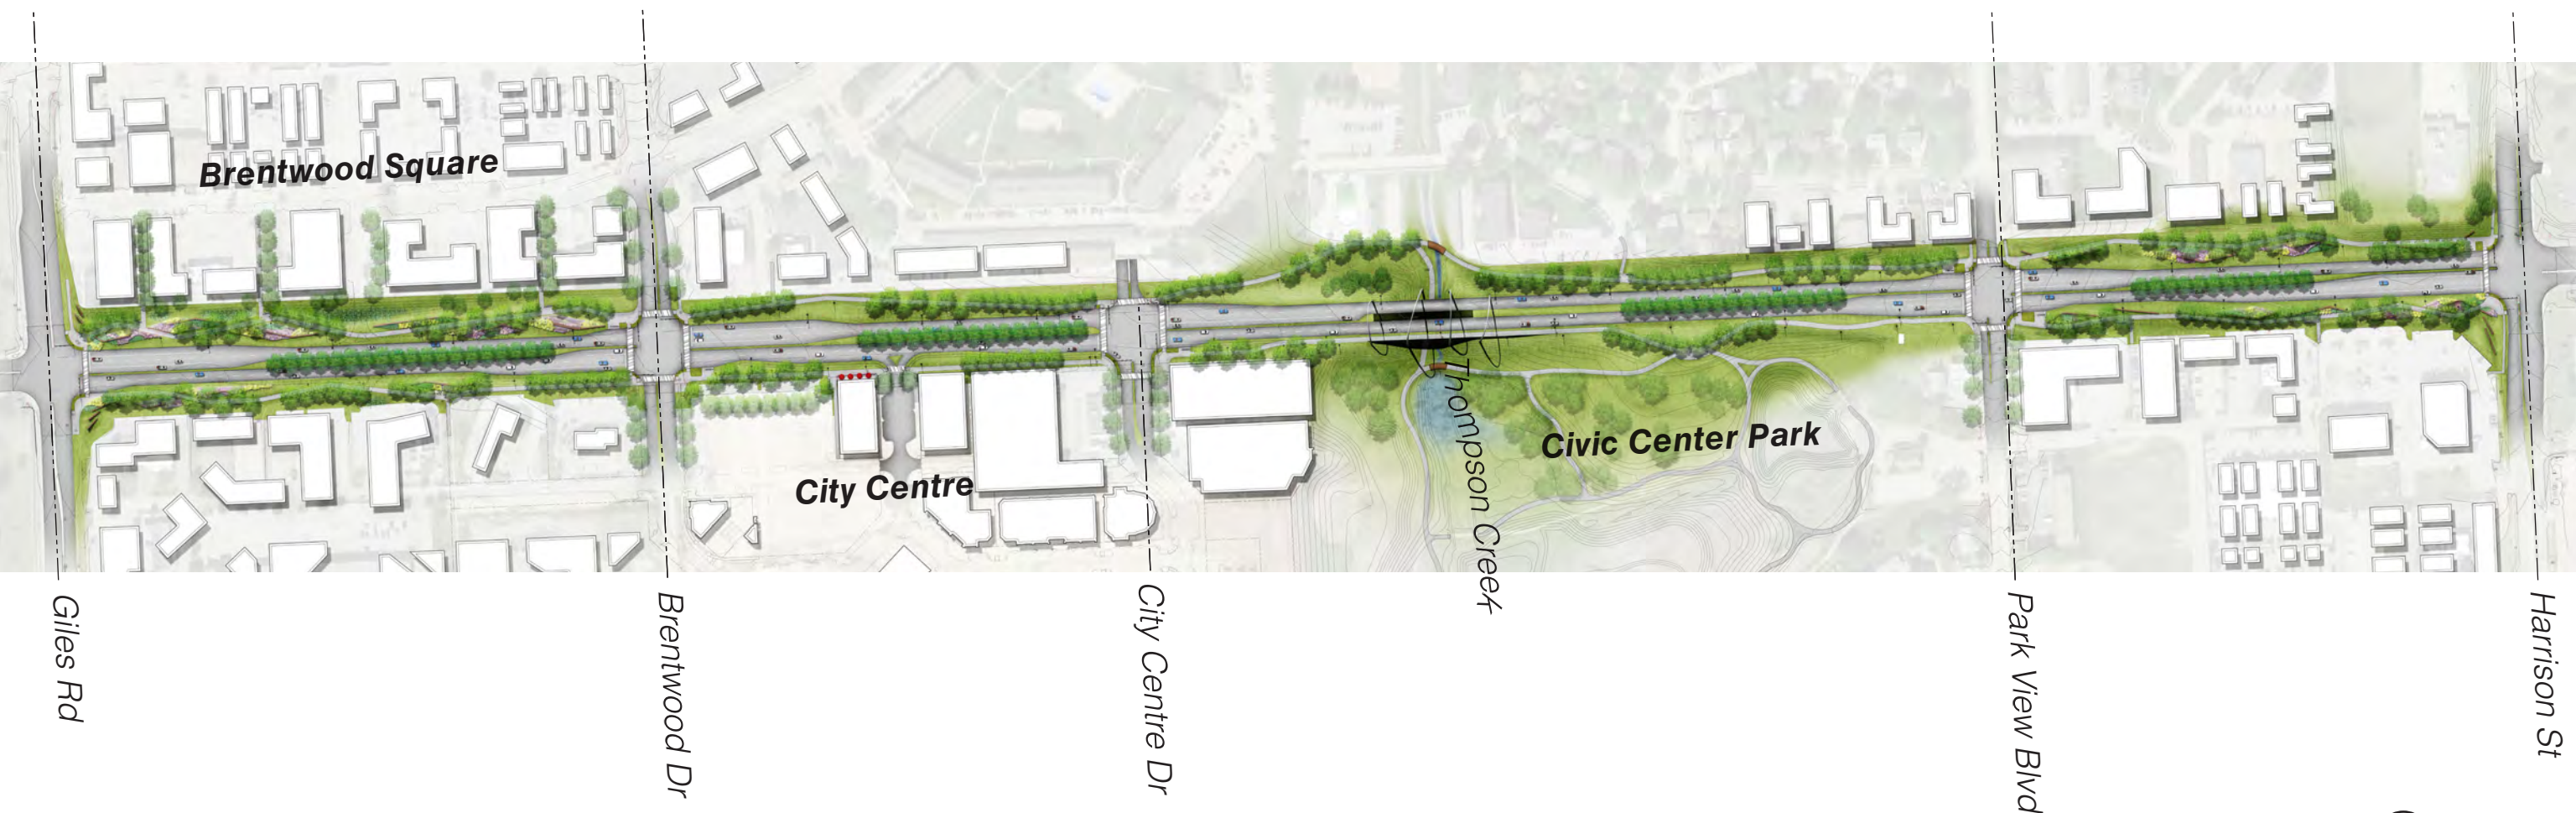 Brentwood Square
City Centre
Civic Center Park
Thompson Creek
Giles Rd
Brentwood Dr
City Centre Dr
Park View Blvd
Harrison St